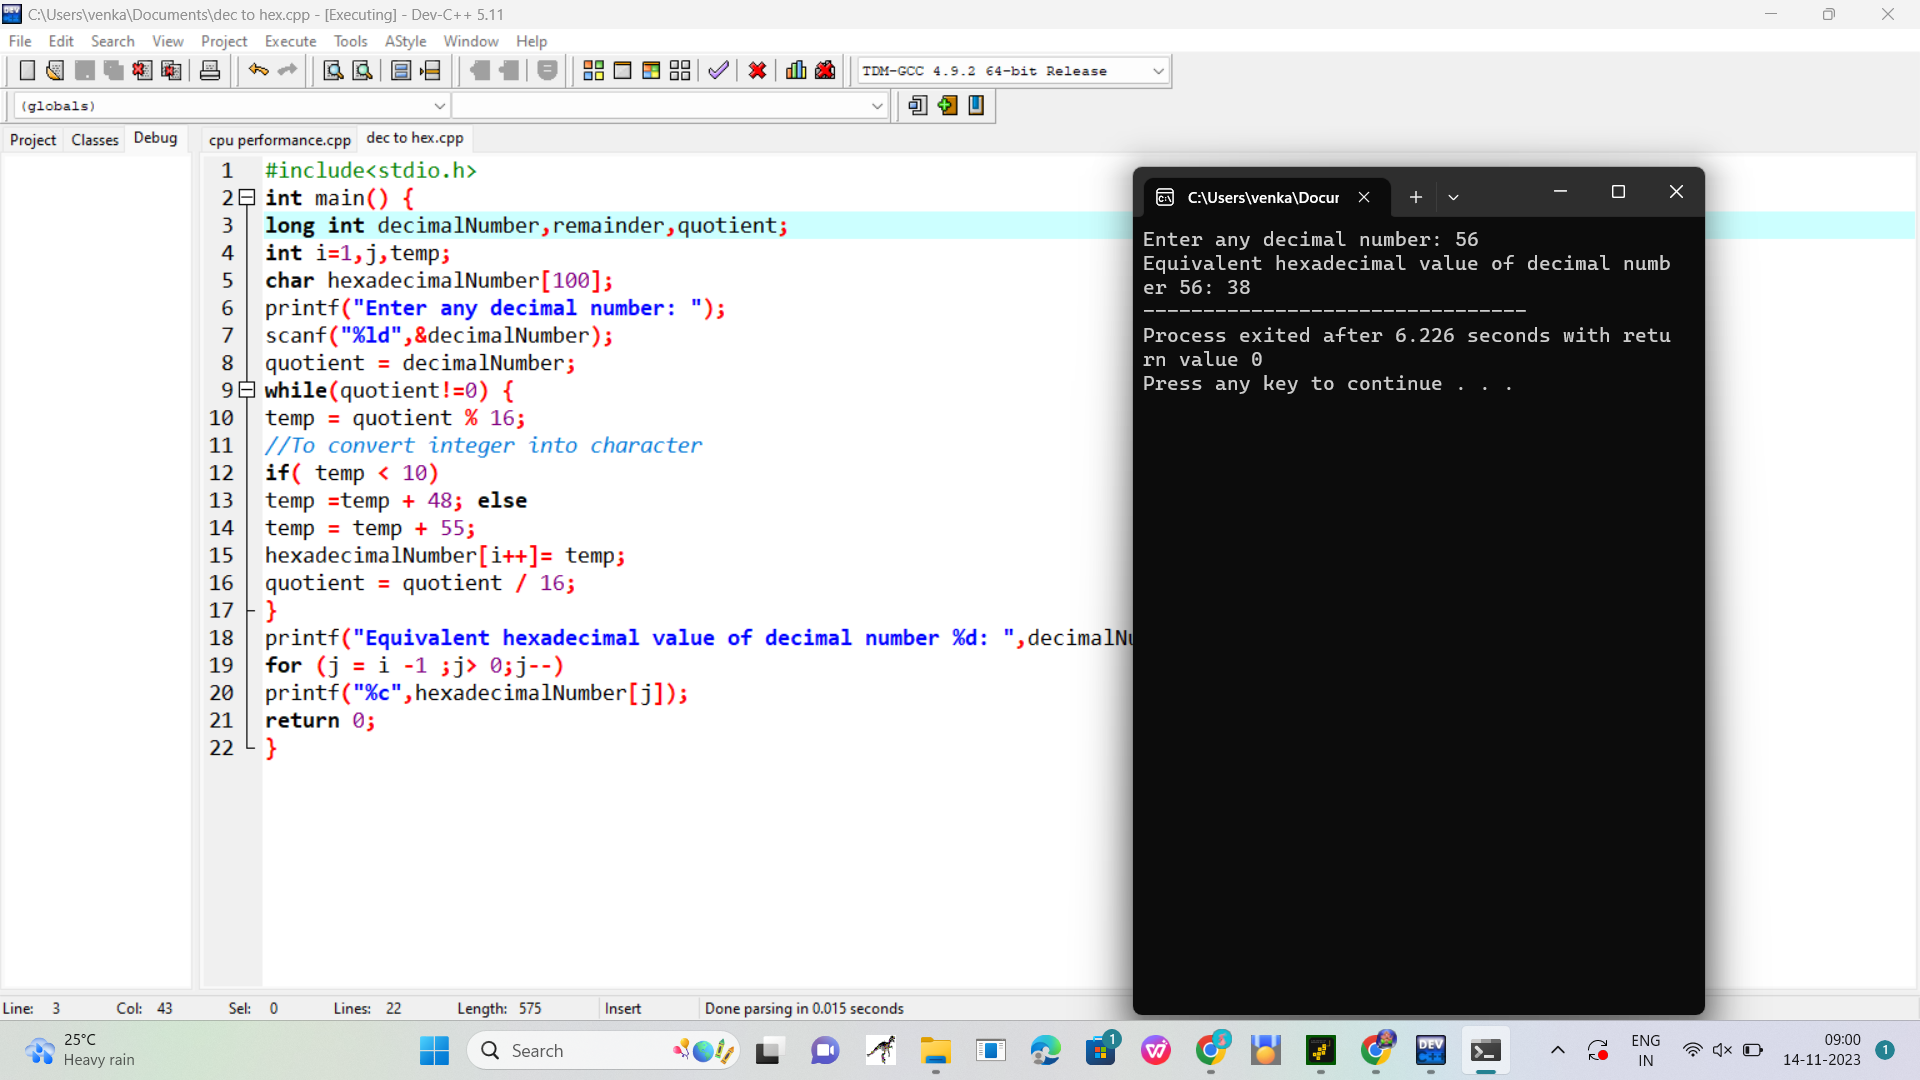 C:\Users\venka\Documents\dec to hex.cpp - [Executing] - Dev-C++ 5.11
File Edit Search View Project Execute Tools AStyle Window Help
TDM-GCC 4.9.2 64-bit Release
(globals)
Project Classes Debug
cpu performance.cpp dec to hex.cpp
1 #include<stdio.h>
2 int main() {
3 long int decimalNumber,remainder,quotient;
4 int i=1,j,temp;
5 char hexadecimalNumber[100];
6 printf("Enter any decimal number: ");
7 scanf("%ld",&decimalNumber);
8 quotient = decimalNumber;
9 while(quotient!=0) {
10 temp = quotient % 16;
11 //To convert integer into character
12 if( temp < 10)
13 temp =temp + 48; else
14 temp = temp + 55;
15 hexadecimalNumber[i++]= temp;
16 quotient = quotient / 16;
17 }
18 printf("Equivalent hexadecimal value of decimal number %d: ",decimalNu
19 for (j = i -1 ;j> 0;j--)
20 printf("%c",hexadecimalNumber[j]);
21 return 0;
22 }
C:\Users\venka\Docur
Enter any decimal number: 56
Equivalent hexadecimal value of decimal numb
er 56: 38
--------------------------------
Process exited after 6.226 seconds with retu
rn value 0
Press any key to continue . . .
Line: 3 Col: 43 Sel: 0 Lines: 22 Length: 575 Insert Done parsing in 0.015 seconds
25°C
Heavy rain
Search
1
DEV
C++
ENG
IN
09:00
14-11-2023
1